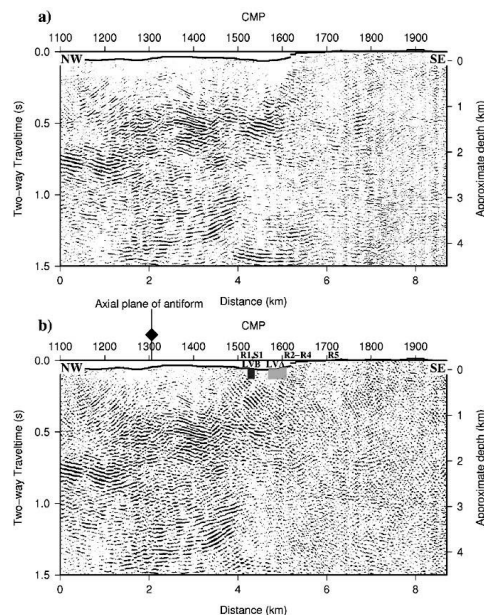 a)
CMP
1100 1200 1300 1400 1500 1600 1700 1800 1900
NW SE
0.0 0.5 1.0 1.5
Two-way Traveltime (s)
0 1 2 3 4
Approximate depth (km)
0 2 4 6 8
Distance (km)
Axial plane of antiform
b)
CMP
1100 1200 1300 1400 1500 1600 1700 1800 1900
R1,S1 R2-R4 R5
NW LVB LVA SE
0.0 0.5 1.0 1.5
Two-way Traveltime (s)
0 1 2 3 4
Approximate depth (km)
0 2 4 6 8
Distance (km)